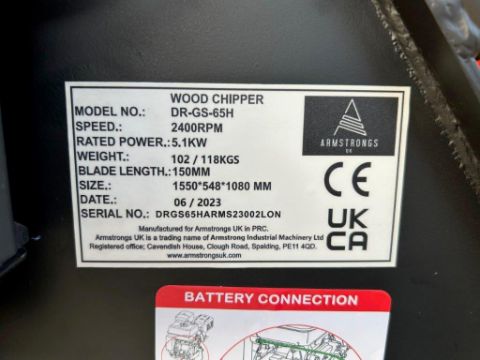 WOOD CHIPPER
MODEL NO.: DR-GS-65H
SPEED.: 2400RPM
RATED POWER.: 5.1KW
WEIGHT.: 102 / 118KGS
BLADE LENGTH.: 150MM
SIZE.: 1550*548*1080 MM
DATE.: 06 / 2023
SERIAL NO.: DRGS65HARMS23002LON
Manufactured for Armstrongs UK in PRC.
Armstrongs UK is a trading name of Armstrong Industrial Machinery Ltd
Registered office; Cavendish House, Clough Road, Spalding, PE11 4QD.
www.armstrongsuk.com
ARMSTRONGS
UK
CE
UK
CA
BATTERY CONNECTION